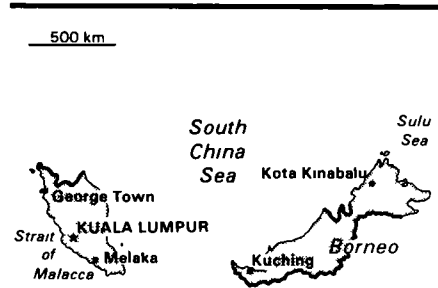 500 km
South
China
Sea
Sulu
Sea
Kota Kinabalu
George Town
KUALA LUMPUR
Strait
of
Malacca
Melaka
Borneo
Kuching